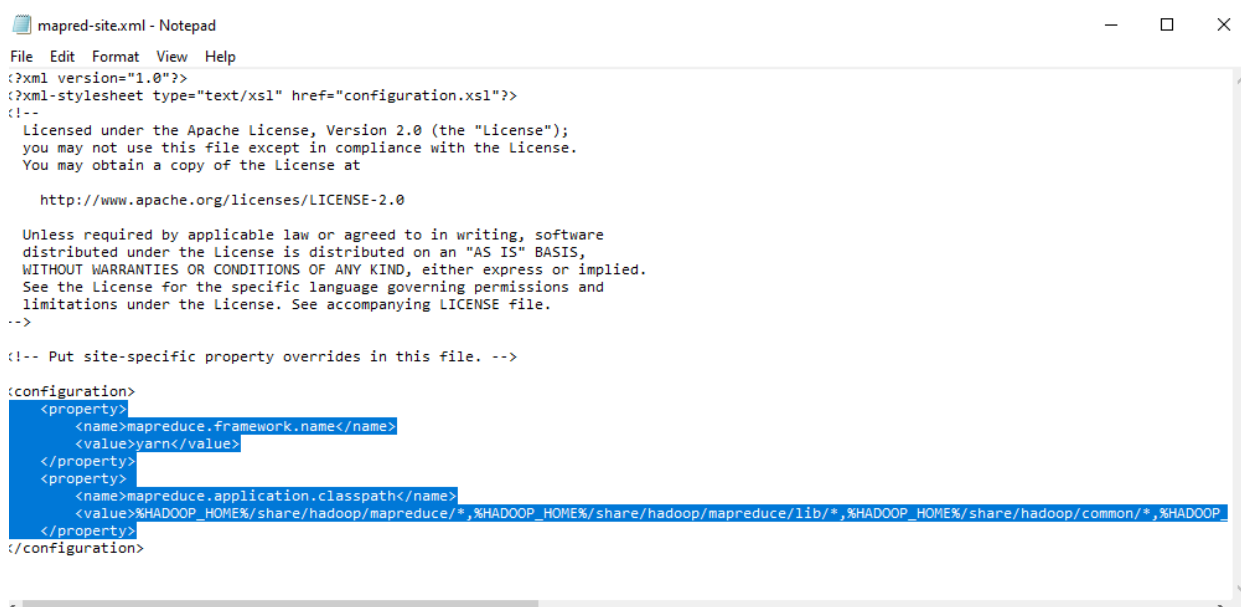 mapred-site.xml - Notepad
File Edit Format View Help
<?xml version="1.0"?>
<?xml-stylesheet type="text/xsl" href="configuration.xsl"?>
<!--
Licensed under the Apache License, Version 2.0 (the "License");
you may not use this file except in compliance with the License.
You may obtain a copy of the License at
http://www.apache.org/licenses/LICENSE-2.0
Unless required by applicable law or agreed to in writing, software
distributed under the License is distributed on an "AS IS" BASIS,
WITHOUT WARRANTIES OR CONDITIONS OF ANY KIND, either express or implied.
See the License for the specific language governing permissions and
limitations under the License. See accompanying LICENSE file.
-->
<!-- Put site-specific property overrides in this file. -->
<configuration>
<property>
<name>mapreduce.framework.name</name>
<value>yarn</value>
</property>
<property>
<name>mapreduce.application.classpath</name>
<value>%HADOOP_HOME%/share/hadoop/mapreduce/*,%HADOOP_HOME%/share/hadoop/mapreduce/lib/*,%HADOOP_HOME%/share/hadoop/common/*,%HADOOP_
</property>
</configuration>